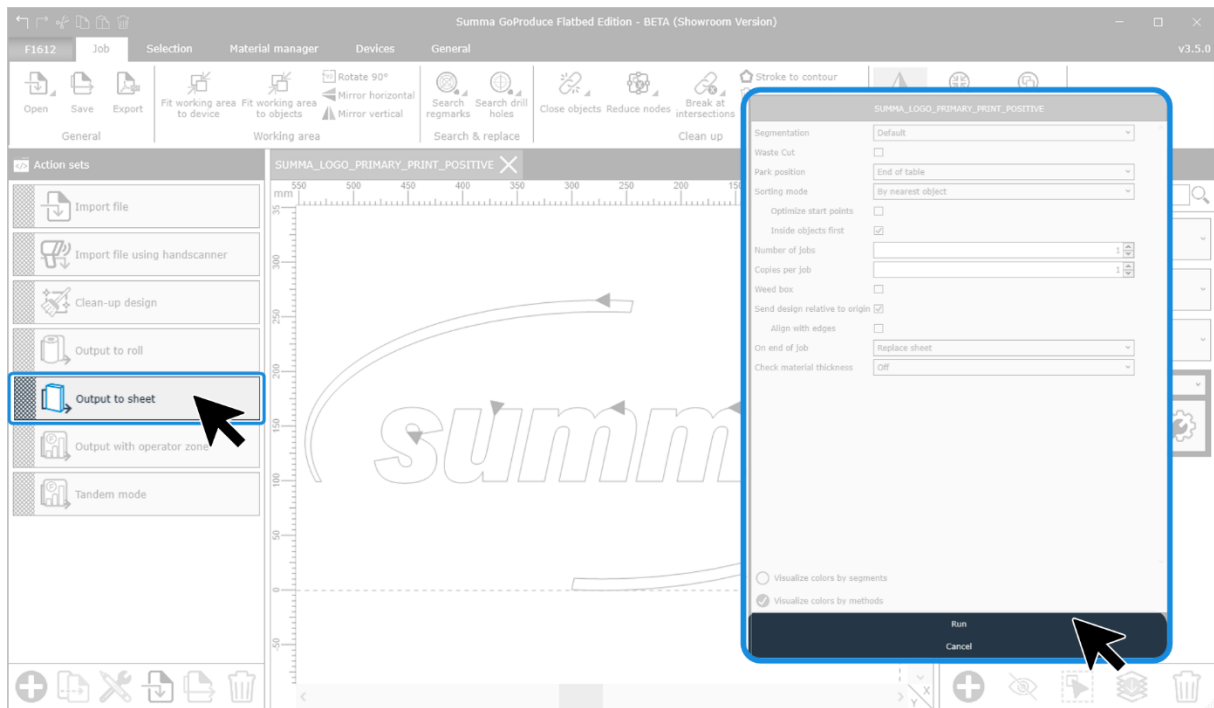 Summa GoProduce Flatbed Edition - BETA (Showroom Version)
F1612 Job Selection Material manager Devices General v3.5.0
Open Save Export
General
Fit working area to device
Fit working area to objects
Rotate 90°
Mirror horizontal
Mirror vertical
Working area
Search regmarks
Search drill holes
Search & replace
Close objects
Reduce nodes
Break at intersections
Stroke to contour
Clean up
Action sets
Import file
Import file using handscanner
Clean-up design
Output to roll
Output to sheet
Output with operator zone
Tandem mode
SUMMA_LOGO_PRIMARY_PRINT_POSITIVE
mm
550 500 450 400 350 300 250 200 150
35
300
250
200
150
100
50
0
-50
summ
X
Y
SUMMA_LOGO_PRIMARY_PRINT_POSITIVE
Segmentation Default
Waste Cut
Park position End of table
Sorting mode By nearest object
Optimize start points
Inside objects first
Number of jobs 1
Copies per job 1
Weed box
Send design relative to origin
Align with edges
On end of job Replace sheet
Check material thickness Off
Visualize colors by segments
Visualize colors by methods
Run
Cancel